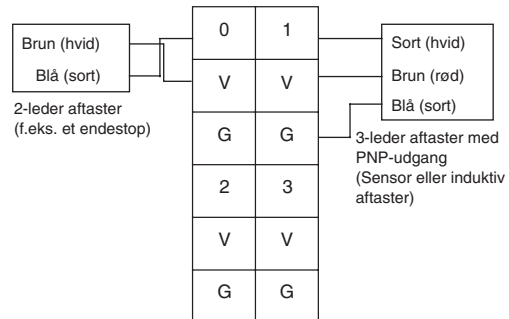 Brun (hvid)
Blå (sort)
2-leder aftaster
(f.eks. et endestop)
0 1
V V
G G
2 3
V V
G G
Sort (hvid)
Brun (rød)
Blå (sort)
3-leder aftaster med
PNP-udgang
(Sensor eller induktiv
aftaster)